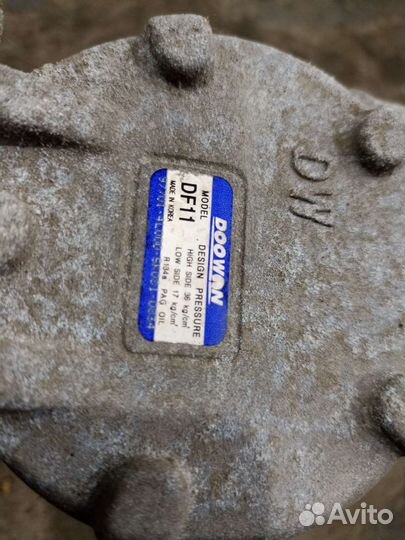 DOOWON
MODEL
DF11
MADE IN KOREA
DESIGN PRESSURE
HIGH SIDE 36 kg/cm²
LOW SIDE 17 kg/cm²
R134a PAG OIL
DW
Avito